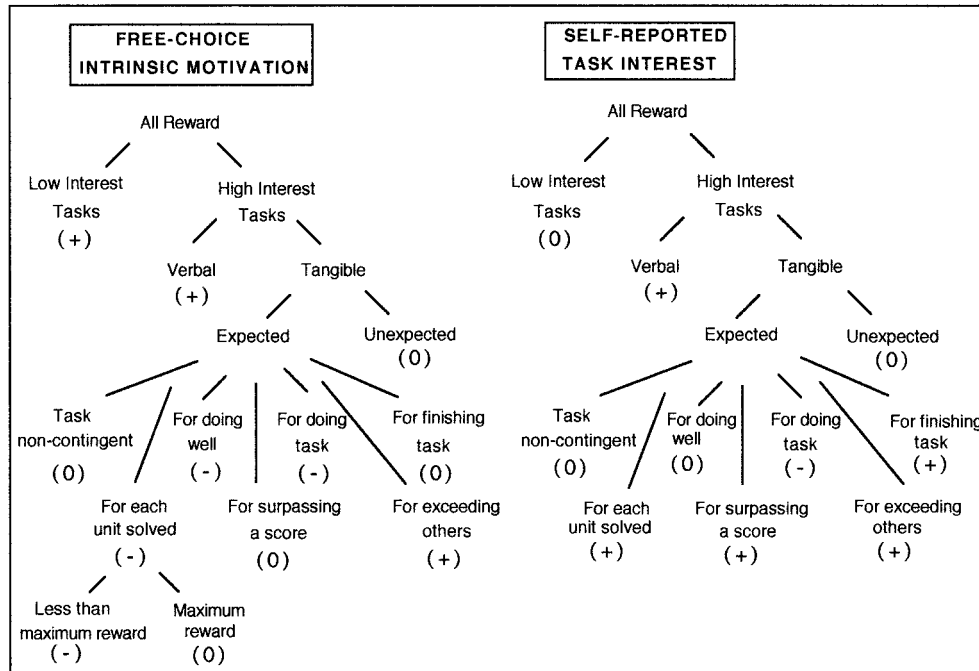 FREE-CHOICE
INTRINSIC MOTIVATION
All Reward
Low Interest
Tasks
(+)
High Interest
Tasks
Verbal
(+)
Tangible
Expected
Unexpected
(0)
Task
non-contingent
(0)
For doing
well
(-)
For doing
task
(-)
For finishing
task
(0)
For each
unit solved
(-)
For surpassing
a score
(0)
For exceeding
others
(+)
Less than
maximum reward
(-)
Maximum
reward
(0)
SELF-REPORTED
TASK INTEREST
All Reward
Low Interest
Tasks
(0)
High Interest
Tasks
Verbal
(+)
Tangible
Expected
Unexpected
(0)
Task
non-contingent
(0)
For doing
well
(0)
For doing
task
(-)
For finishing
task
(+)
For each
unit solved
(+)
For surpassing
a score
(+)
For exceeding
others
(+)